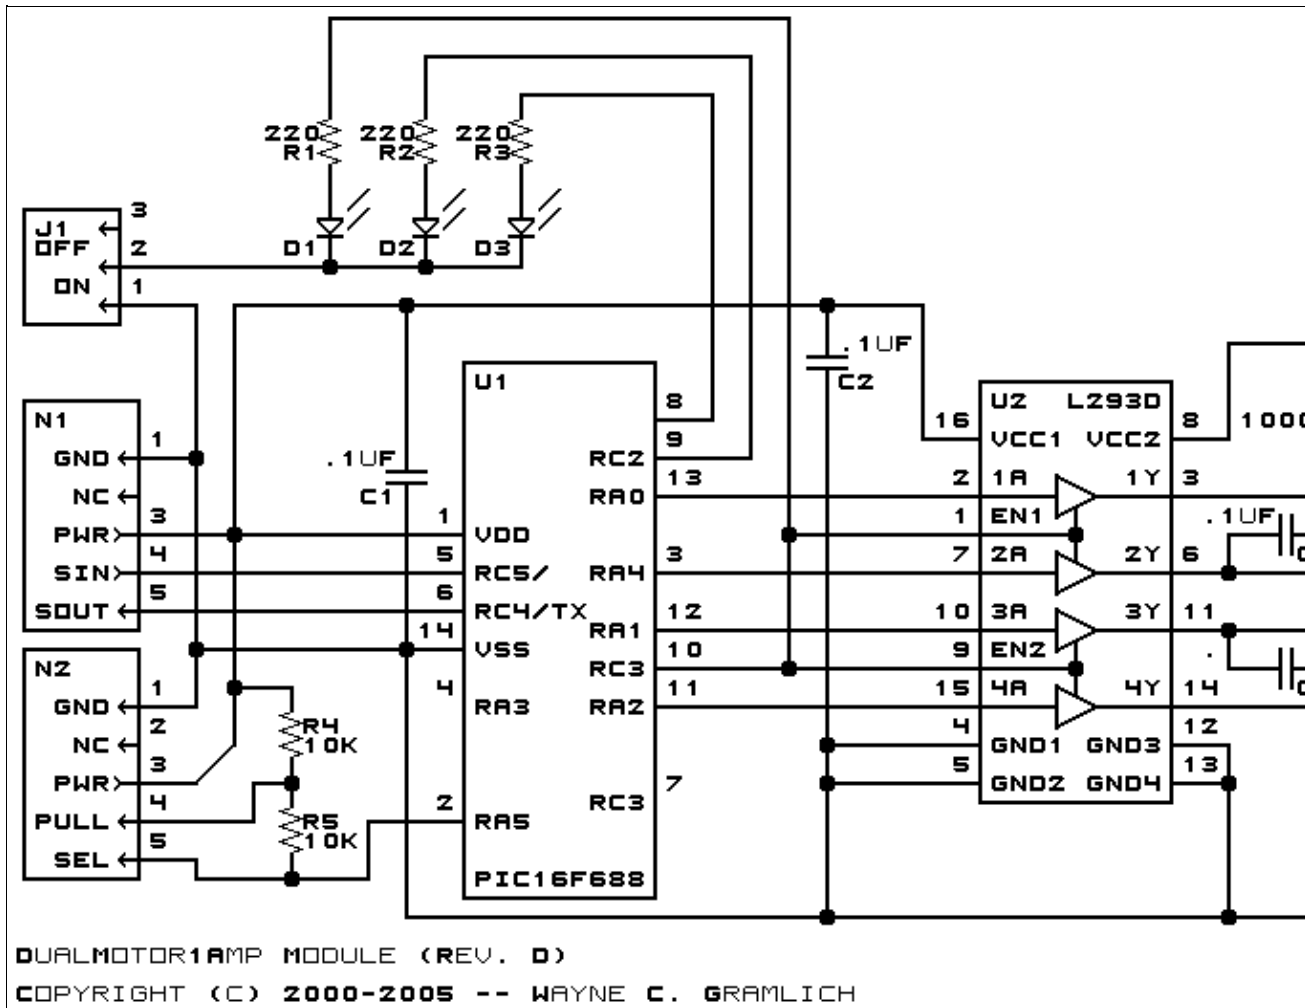 220 220 220
R1 R2 R3
3
J1
OFF 2
D1 D2 D3
ON 1
.1UF
C2
U1
8
U2 L293D
N1
16 8 1000
1
9
VCC1 VCC2
GND
.1UF
RC2
13 2 1A 1Y 3
NC
C1
RA0
3 1 1 EN1 .1UF
PWR
VDD
4 5 3 7 2A 2Y 6
SIN
RC5/ RA4
5 6 12 10 3A 3Y 11
SOUT
RC4/TX
RA1
14 10 9 EN2 .
VSS RC3
N2
1 4 11 15 4A 4Y 14
GND
RA3 RA2
2 R4 4 12
NC 10K GND1 GND3
3 5 13
PWR
7
GND2 GND4
4 2 RC3
PULL R5 RA5
5 10K
SEL
PIC16F688
DUALMOTOR1AMP MODULE (REV. D)
COPYRIGHT (C) 2000-2005 -- WAYNE C. GRAMLICH